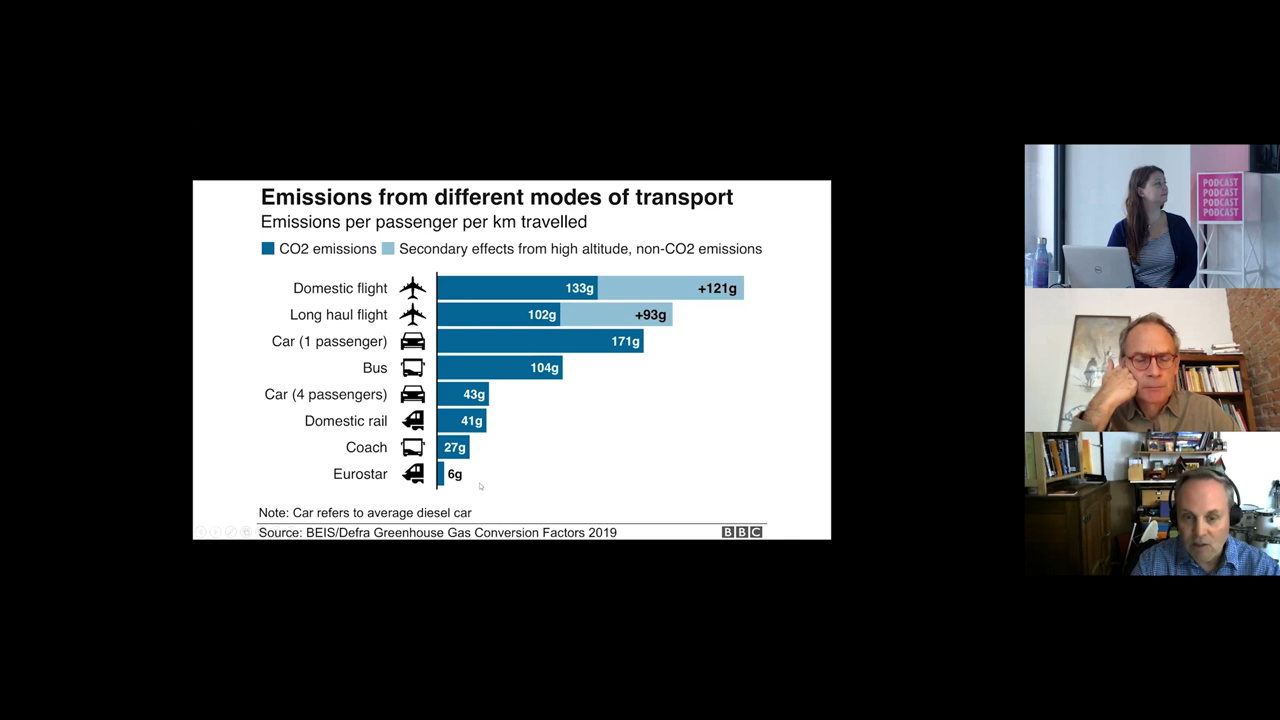 Emissions from different modes of transport
Emissions per passenger per km travelled
CO2 emissions Secondary effects from high altitude, non-CO2 emissions
Domestic flight 133g +121g
Long haul flight 102g +93g
Car (1 passenger) 171g
Bus 104g
Car (4 passengers) 43g
Domestic rail 41g
Coach 27g
Eurostar 6g
Note: Car refers to average diesel car
Source: BEIS/Defra Greenhouse Gas Conversion Factors 2019 BBC
PODCAST
PODCAST
PODCAST
PODCAST